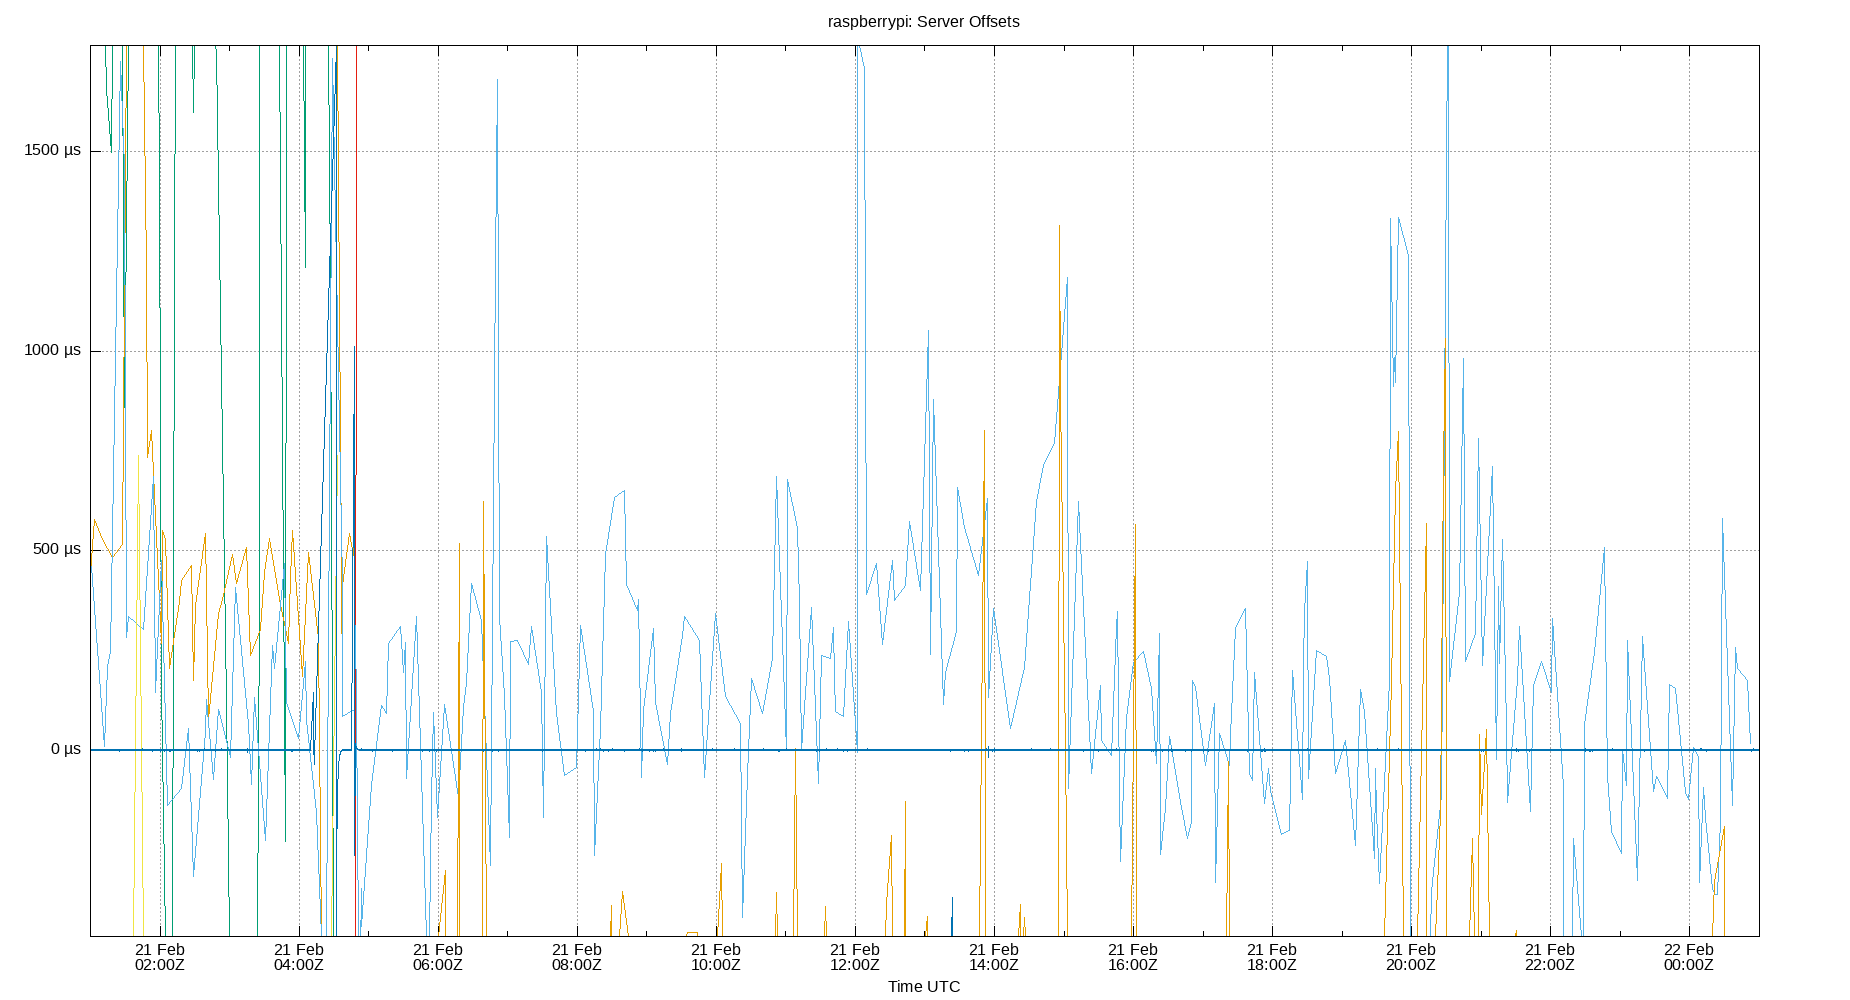 raspberrypi: Server Offsets
1500 µs
1000 µs
500 µs
0 µs
21 Feb 21 Feb 21 Feb 21 Feb 21 Feb 21 Feb 21 Feb 21 Feb 21 Feb 21 Feb 21 Feb 22 Feb
02:00Z 04:00Z 06:00Z 08:00Z 10:00Z 12:00Z 14:00Z 16:00Z 18:00Z 20:00Z 22:00Z 00:00Z
Time UTC